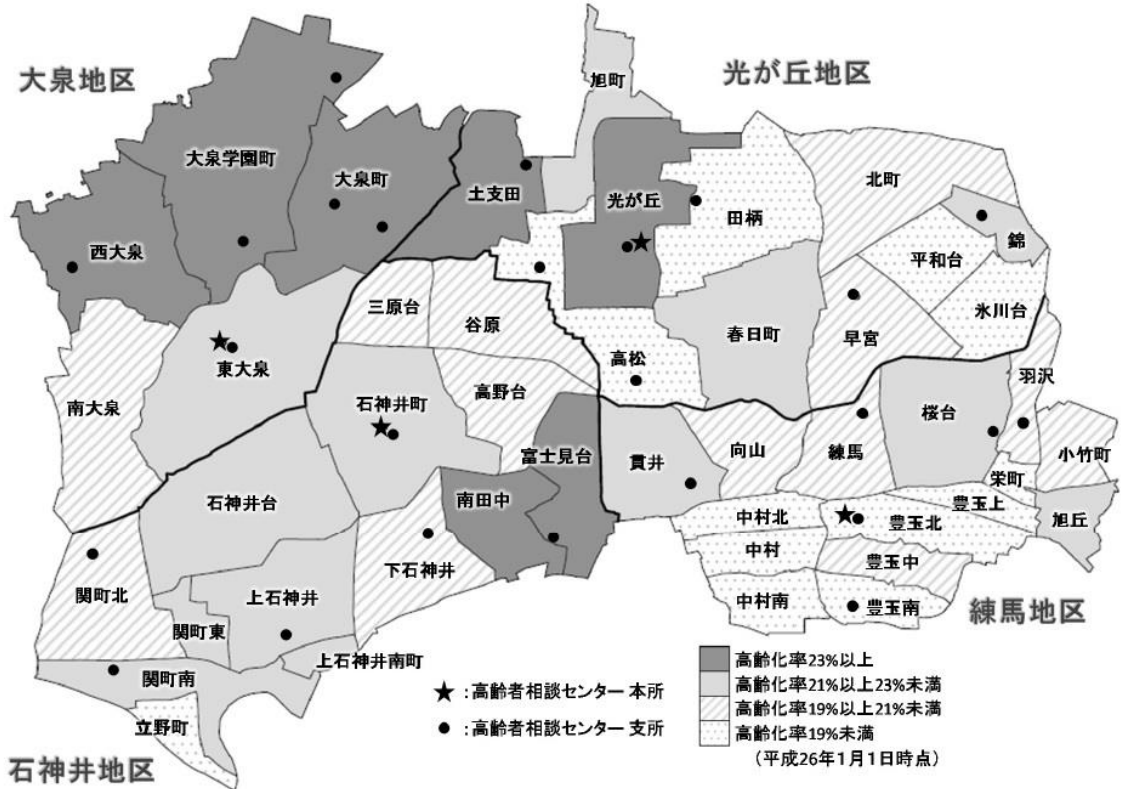 大泉地区
光が丘地区
旭町
大泉学園町
大泉町
土支田
光が丘
田柄
北町
錦
西大泉
平和台
三原台
谷原
氷川台
春日町
早宮
高松
東大泉
羽沢
南大泉
石神井町
高野台
桜台
富士見台
貫井
向山
練馬
小竹町
栄町
石神井台
南田中
豊玉上
中村北
豊玉北
旭丘
下石神井
中村
豊玉中
関町北
上石神井
中村南
豊玉南
練馬地区
関町東
上石神井南町
関町南
立野町
石神井地区
★ :高齢者相談センター 本所
● :高齢者相談センター 支所
高齢化率23%以上
高齢化率21%以上23%未満
高齢化率19%以上21%未満
高齢化率19%未満
(平成26年1月1日時点)